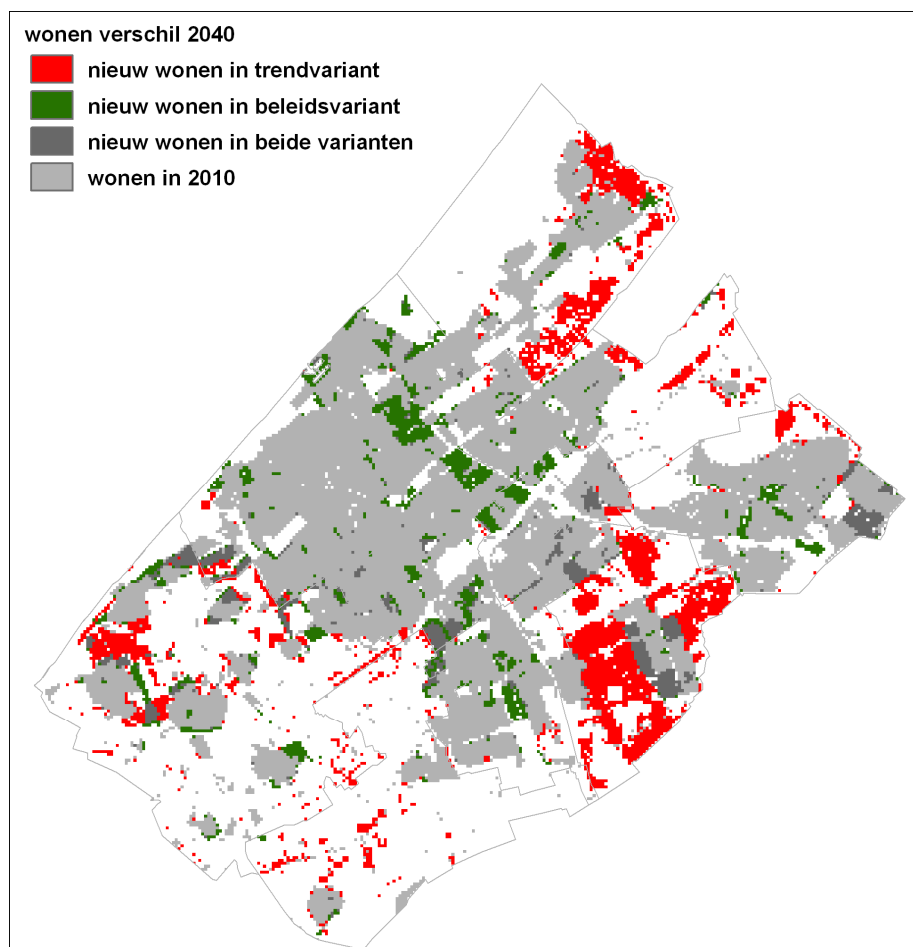 wonen verschil 2040
nieuw wonen in trendvariant
nieuw wonen in beleidsvariant
nieuw wonen in beide varianten
wonen in 2010